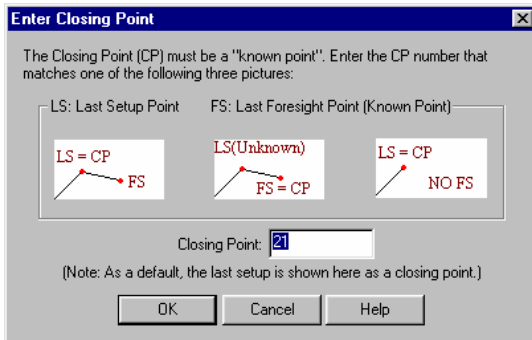 Enter Closing Point
The Closing Point (CP) must be a "known point". Enter the CP number that
matches one of the following three pictures:
LS: Last Setup Point FS: Last Foresight Point (Known Point)
LS = CP
FS
LS(Unknown)
FS = CP
LS = CP
NO FS
Closing Point: 21
(Note: As a default, the last setup is shown here as a closing point.)
OK Cancel Help